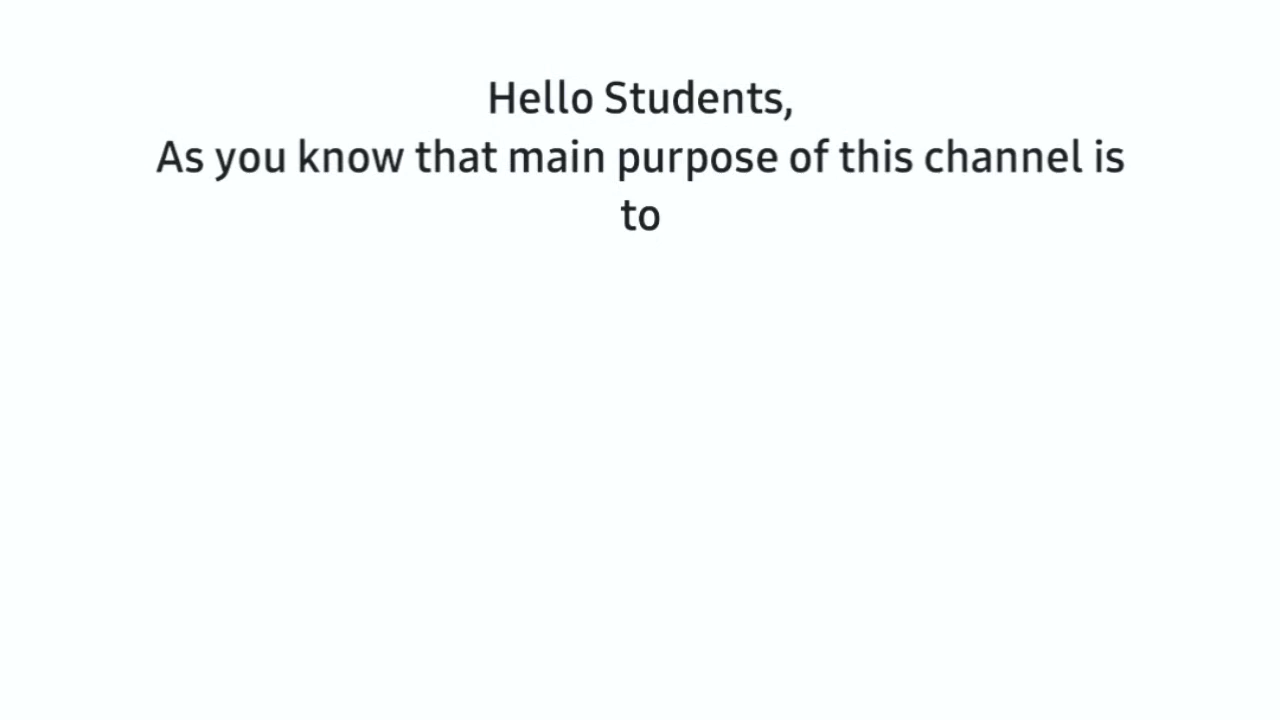 Hello Students,
As you know that main purpose of this channel is
to